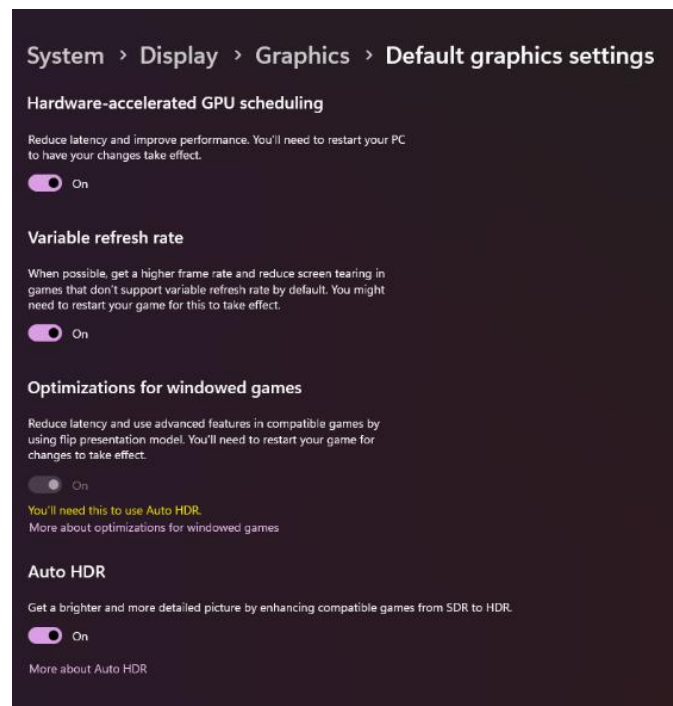 System > Display > Graphics > Default graphics settings
Hardware-accelerated GPU scheduling
Reduce latency and improve performance. You'll need to restart your PC
to have your changes take effect.
On
Variable refresh rate
When possible, get a higher frame rate and reduce screen tearing in
games that don't support variable refresh rate by default. You might
need to restart your game for this to take effect.
On
Optimizations for windowed games
Reduce latency and use advanced features in compatible games by
using flip presentation model. You'll need to restart your game for
changes to take effect.
On
You'll need this to use Auto HDR.
More about optimizations for windowed games
Auto HDR
Get a brighter and more detailed picture by enhancing compatible games from SDR to HDR.
On
More about Auto HDR